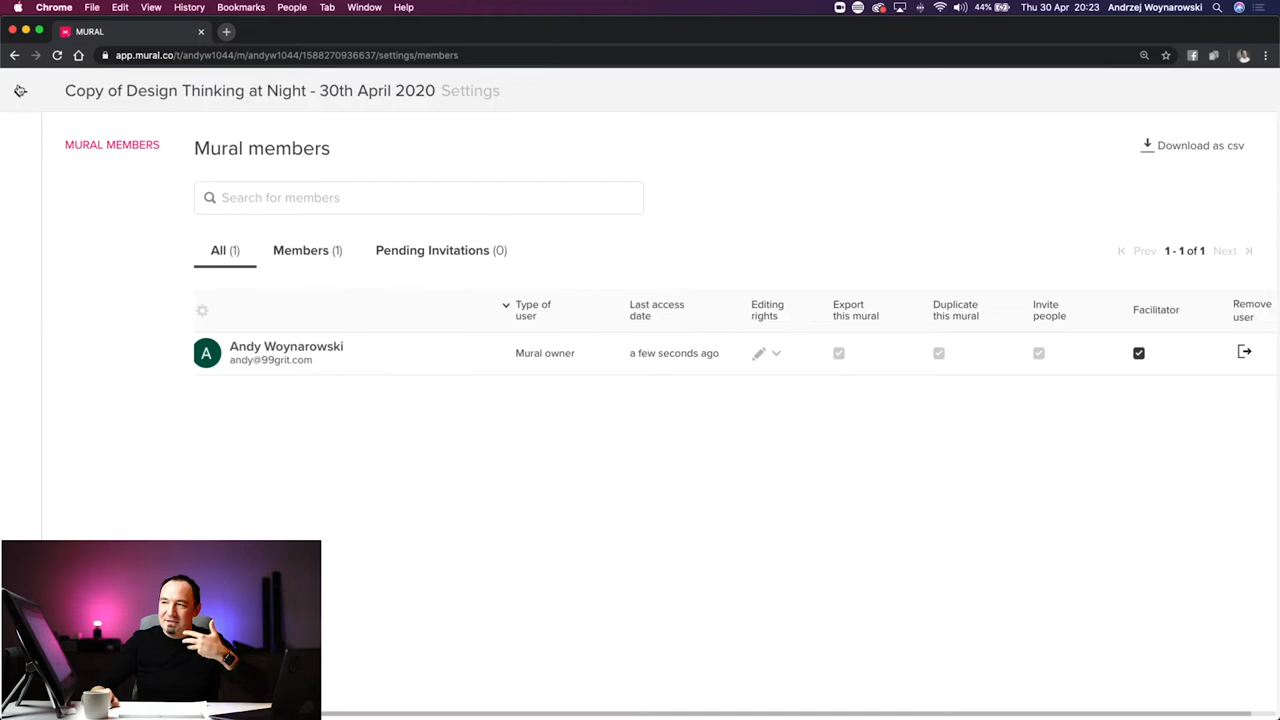 Chrome File Edit View History Bookmarks People Tab Window Help 44% Thu 30 Apr 20:23 Andrzej Woynarowski
MURAL
app.mural.co/t/andyw1044/m/andyw1044/1588270936637/settings/members
Copy of Design Thinking at Night - 30th April 2020 Settings
MURAL MEMBERS
Mural members
Download as csv
Search for members
All (1) Members (1) Pending Invitations (0)
Prev 1 - 1 of 1 Next
Type of user
Last access date
Editing rights
Export this mural
Duplicate this mural
Invite people
Facilitator
Remove user
A
Andy Woynarowski
andy@99grit.com
Mural owner
a few seconds ago